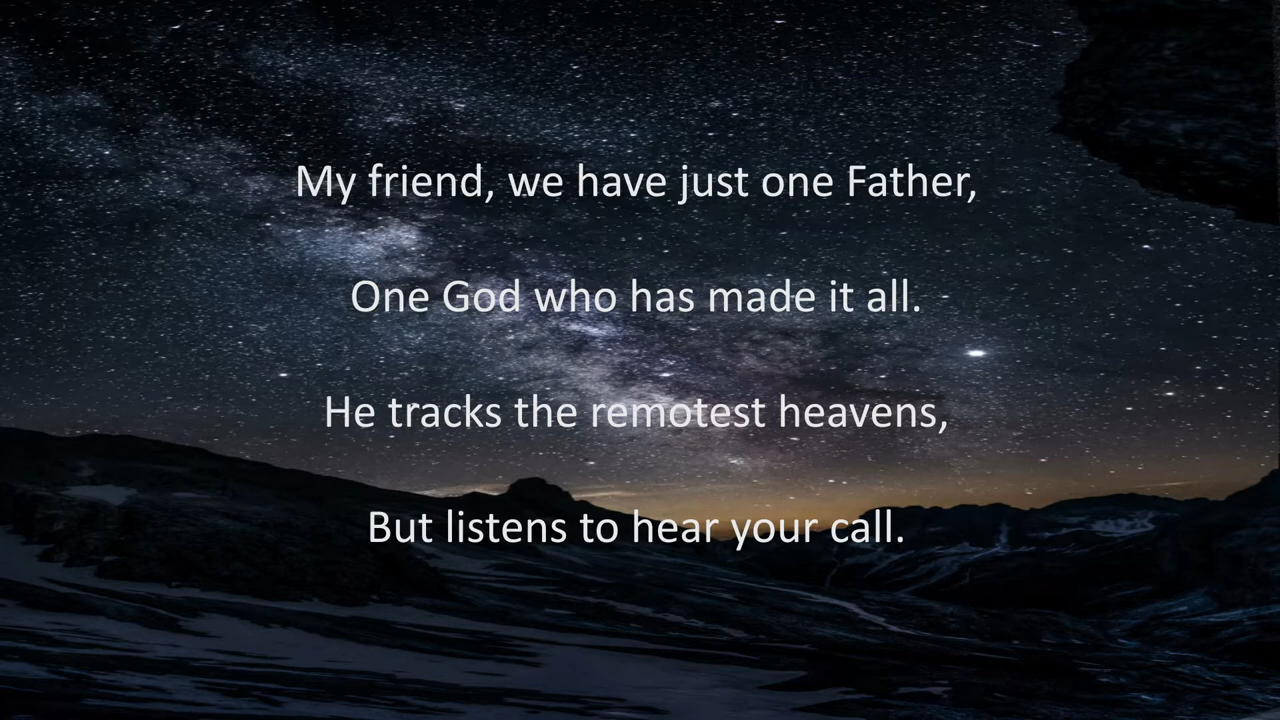 My friend, we have just one Father,
One God who has made it all.
He tracks the remotest heavens,
But listens to hear your call.